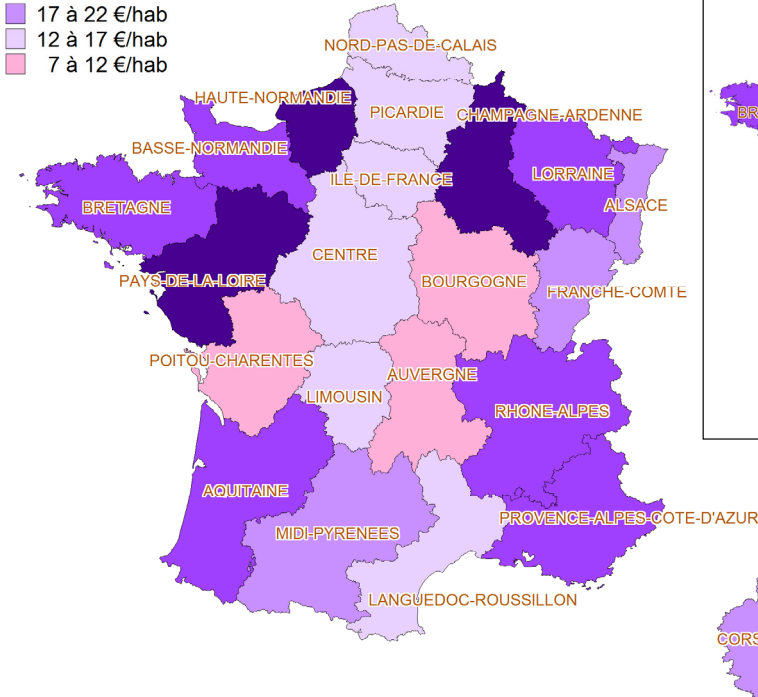 17 à 22 €/hab
12 à 17 €/hab
7 à 12 €/hab
NORD-PAS-DE-CALAIS
HAUTE-NORMANDIE
PICARDIE
CHAMPAGNE-ARDENNE
BR
BASSE-NORMANDIE
ILE-DE-FRANCE
LORRAINE
BRETAGNE
ALSACE
CENTRE
PAYS-DE-LA-LOIRE
BOURGOGNE
FRANCHE-COMTE
POITOU-CHARENTES
AUVERGNE
LIMOUSIN
RHONE-ALPES
AQUITAINE
MIDI-PYRENEES
PROVENCE-ALPES-COTE-D'AZUR
LANGUEDOC-ROUSSILLON
CORS